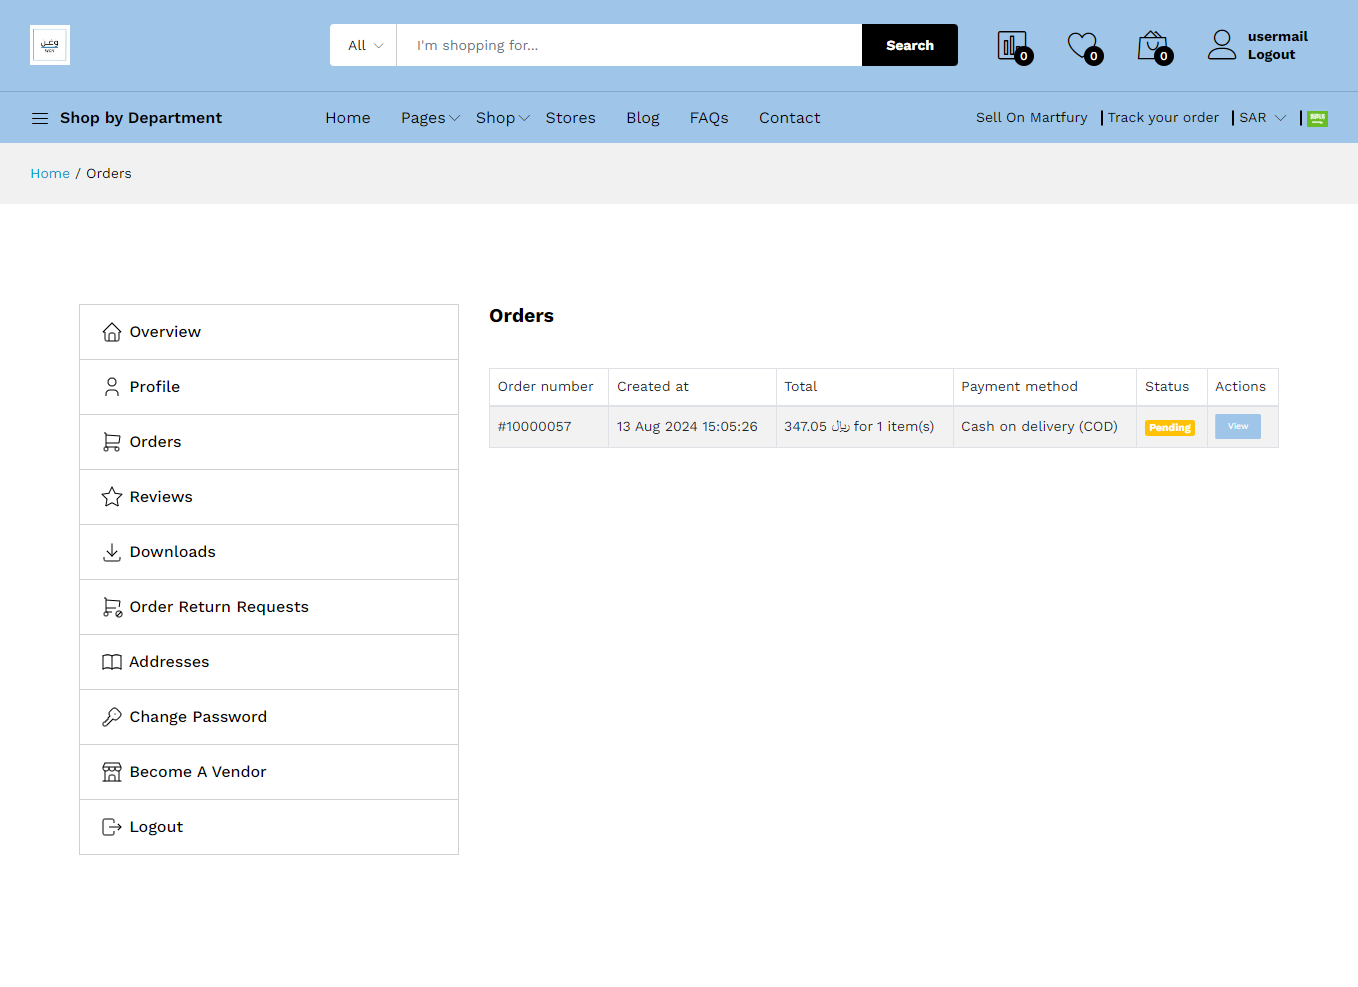 وعـن
All
I'm shopping for...
Search
0
0
0
usermail
Logout
Shop by Department
Home
Pages
Shop
Stores
Blog
FAQs
Contact
Sell On Martfury
Track your order
SAR
Home / Orders
Overview
Profile
Orders
Reviews
Downloads
Order Return Requests
Addresses
Change Password
Become A Vendor
Logout
Orders
Order number
Created at
Total
Payment method
Status
Actions
#10000057
13 Aug 2024 15:05:26
347.05 ريال for 1 item(s)
Cash on delivery (COD)
Pending
View